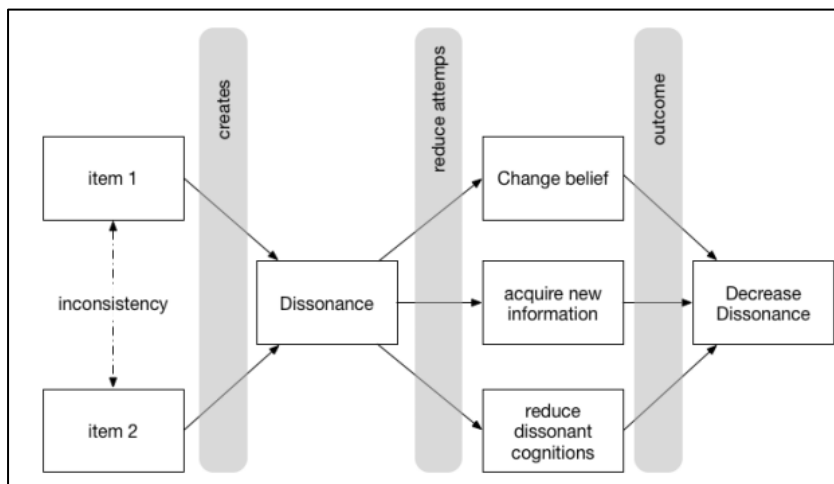 creates
reduce attemps
outcome
item 1
Change belief
inconsistency
Dissonance
acquire new
information
Decrease
Dissonance
item 2
reduce
dissonant
cognitions